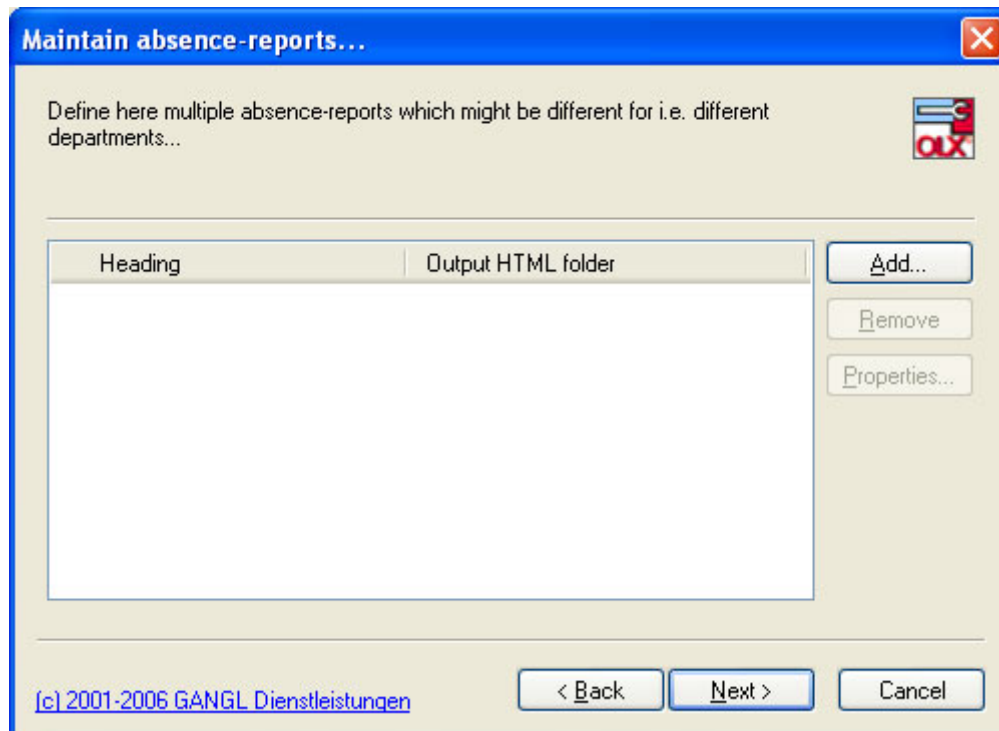 Maintain absence-reports...
Define here multiple absence-reports which might be different for i.e. different
departments...
OLX
Heading
Output HTML folder
Add...
Remove
Properties...
(c) 2001-2006 GANGL Dienstleistungen
< Back
Next >
Cancel